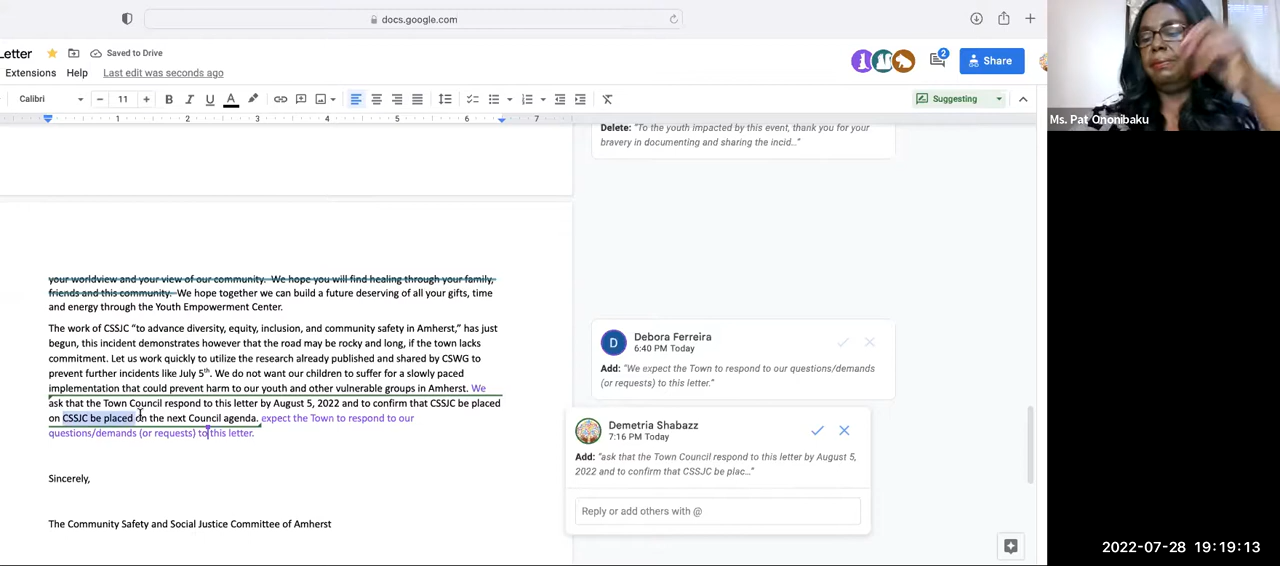 docs.google.com
Letter
Saved to Drive
Extensions Help Last edit was seconds ago
2
Share
Calibri
11
B I U A
Suggesting
1 2 3 4 5 6 7
Delete: "To the youth impacted by this event, thank you for your
bravery in documenting and sharing the incid..."
your worldview and your view of our community. We hope you will find healing through your family,
friends and this community. We hope together we can build a future deserving of all your gifts, time
and energy through the Youth Empowerment Center.
The work of CSSJC "to advance diversity, equity, inclusion, and community safety in Amherst," has just
begun, this incident demonstrates however that the road may be rocky and long, if the town lacks
commitment. Let us work quickly to utilize the research already published and shared by CSWG to
prevent further incidents like July 5th. We do not want our children to suffer for a slowly paced
implementation that could prevent harm to our youth and other vulnerable groups in Amherst. We
ask that the Town Council respond to this letter by August 5, 2022 and to confirm that CSSJC be placed
on CSSJC be placed on the next Council agenda. expect the Town to respond to our
questions/demands (or requests) to this letter.
Sincerely,
The Community Safety and Social Justice Committee of Amherst
D
Debora Ferreira
6:40 PM Today
Add: "We expect the Town to respond to our questions/demands
(or requests) to this letter."
Demetria Shabazz
7:16 PM Today
Add: "ask that the Town Council respond to this letter by August 5,
2022 and to confirm that CSSJC be plac..."
Reply or add others with @
Ms. Pat Ononibaku
2022-07-28 19:19:13